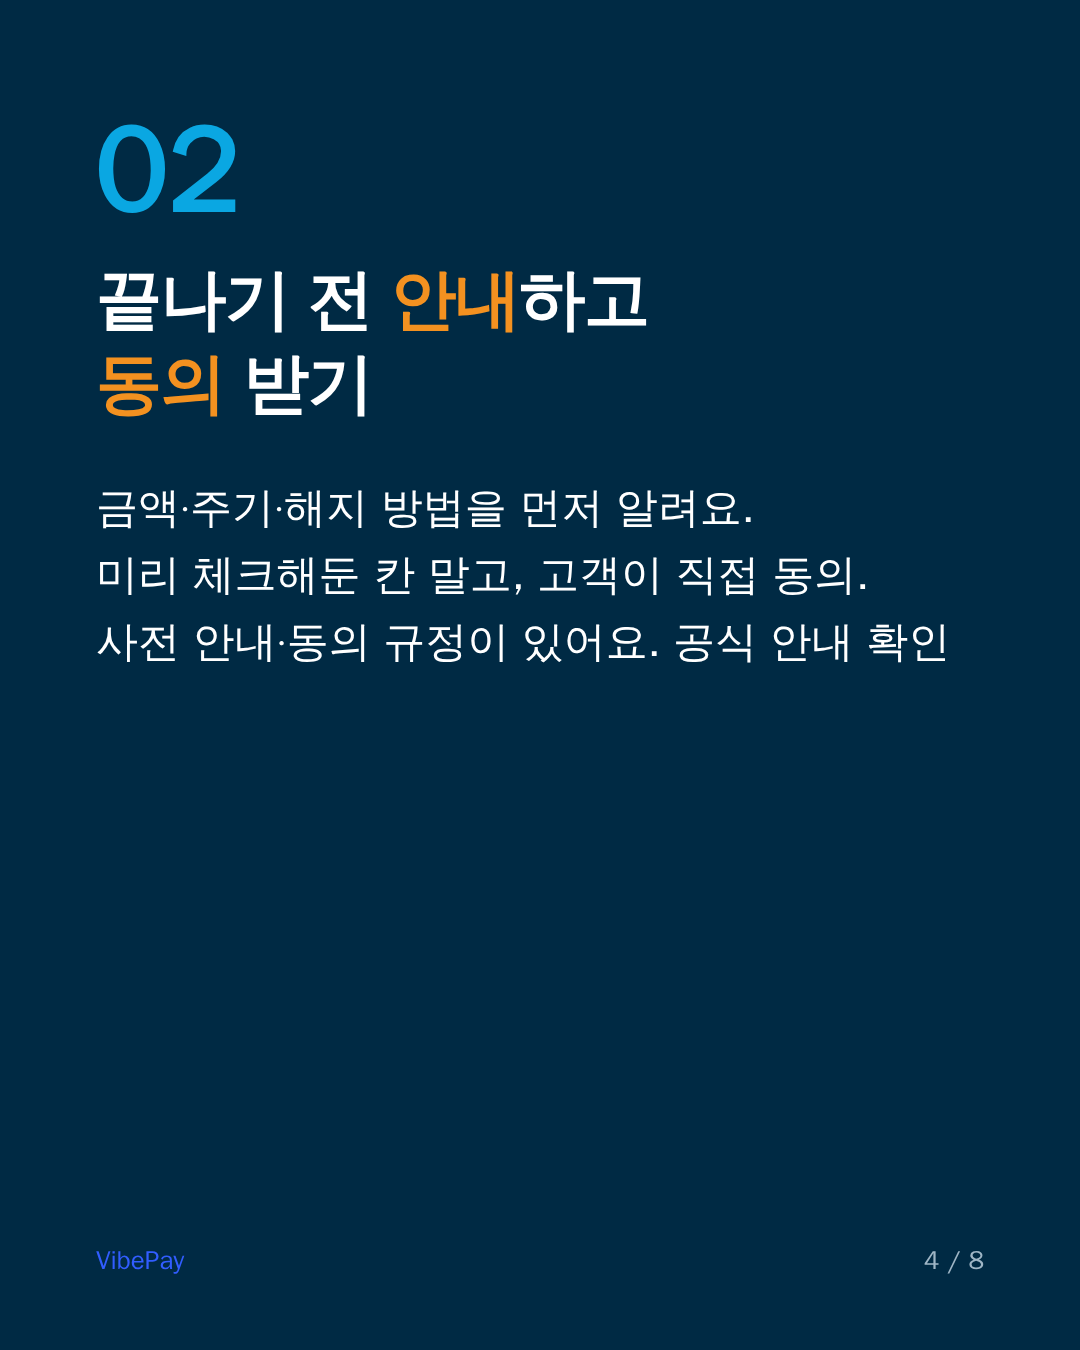 02
끝나기 전 안내하고
동의 받기
금액·주기·해지 방법을 먼저 알려요.
미리 체크해둔 칸 말고, 고객이 직접 동의.
사전 안내·동의 규정이 있어요. 공식 안내 확인
VibePay
4 / 8